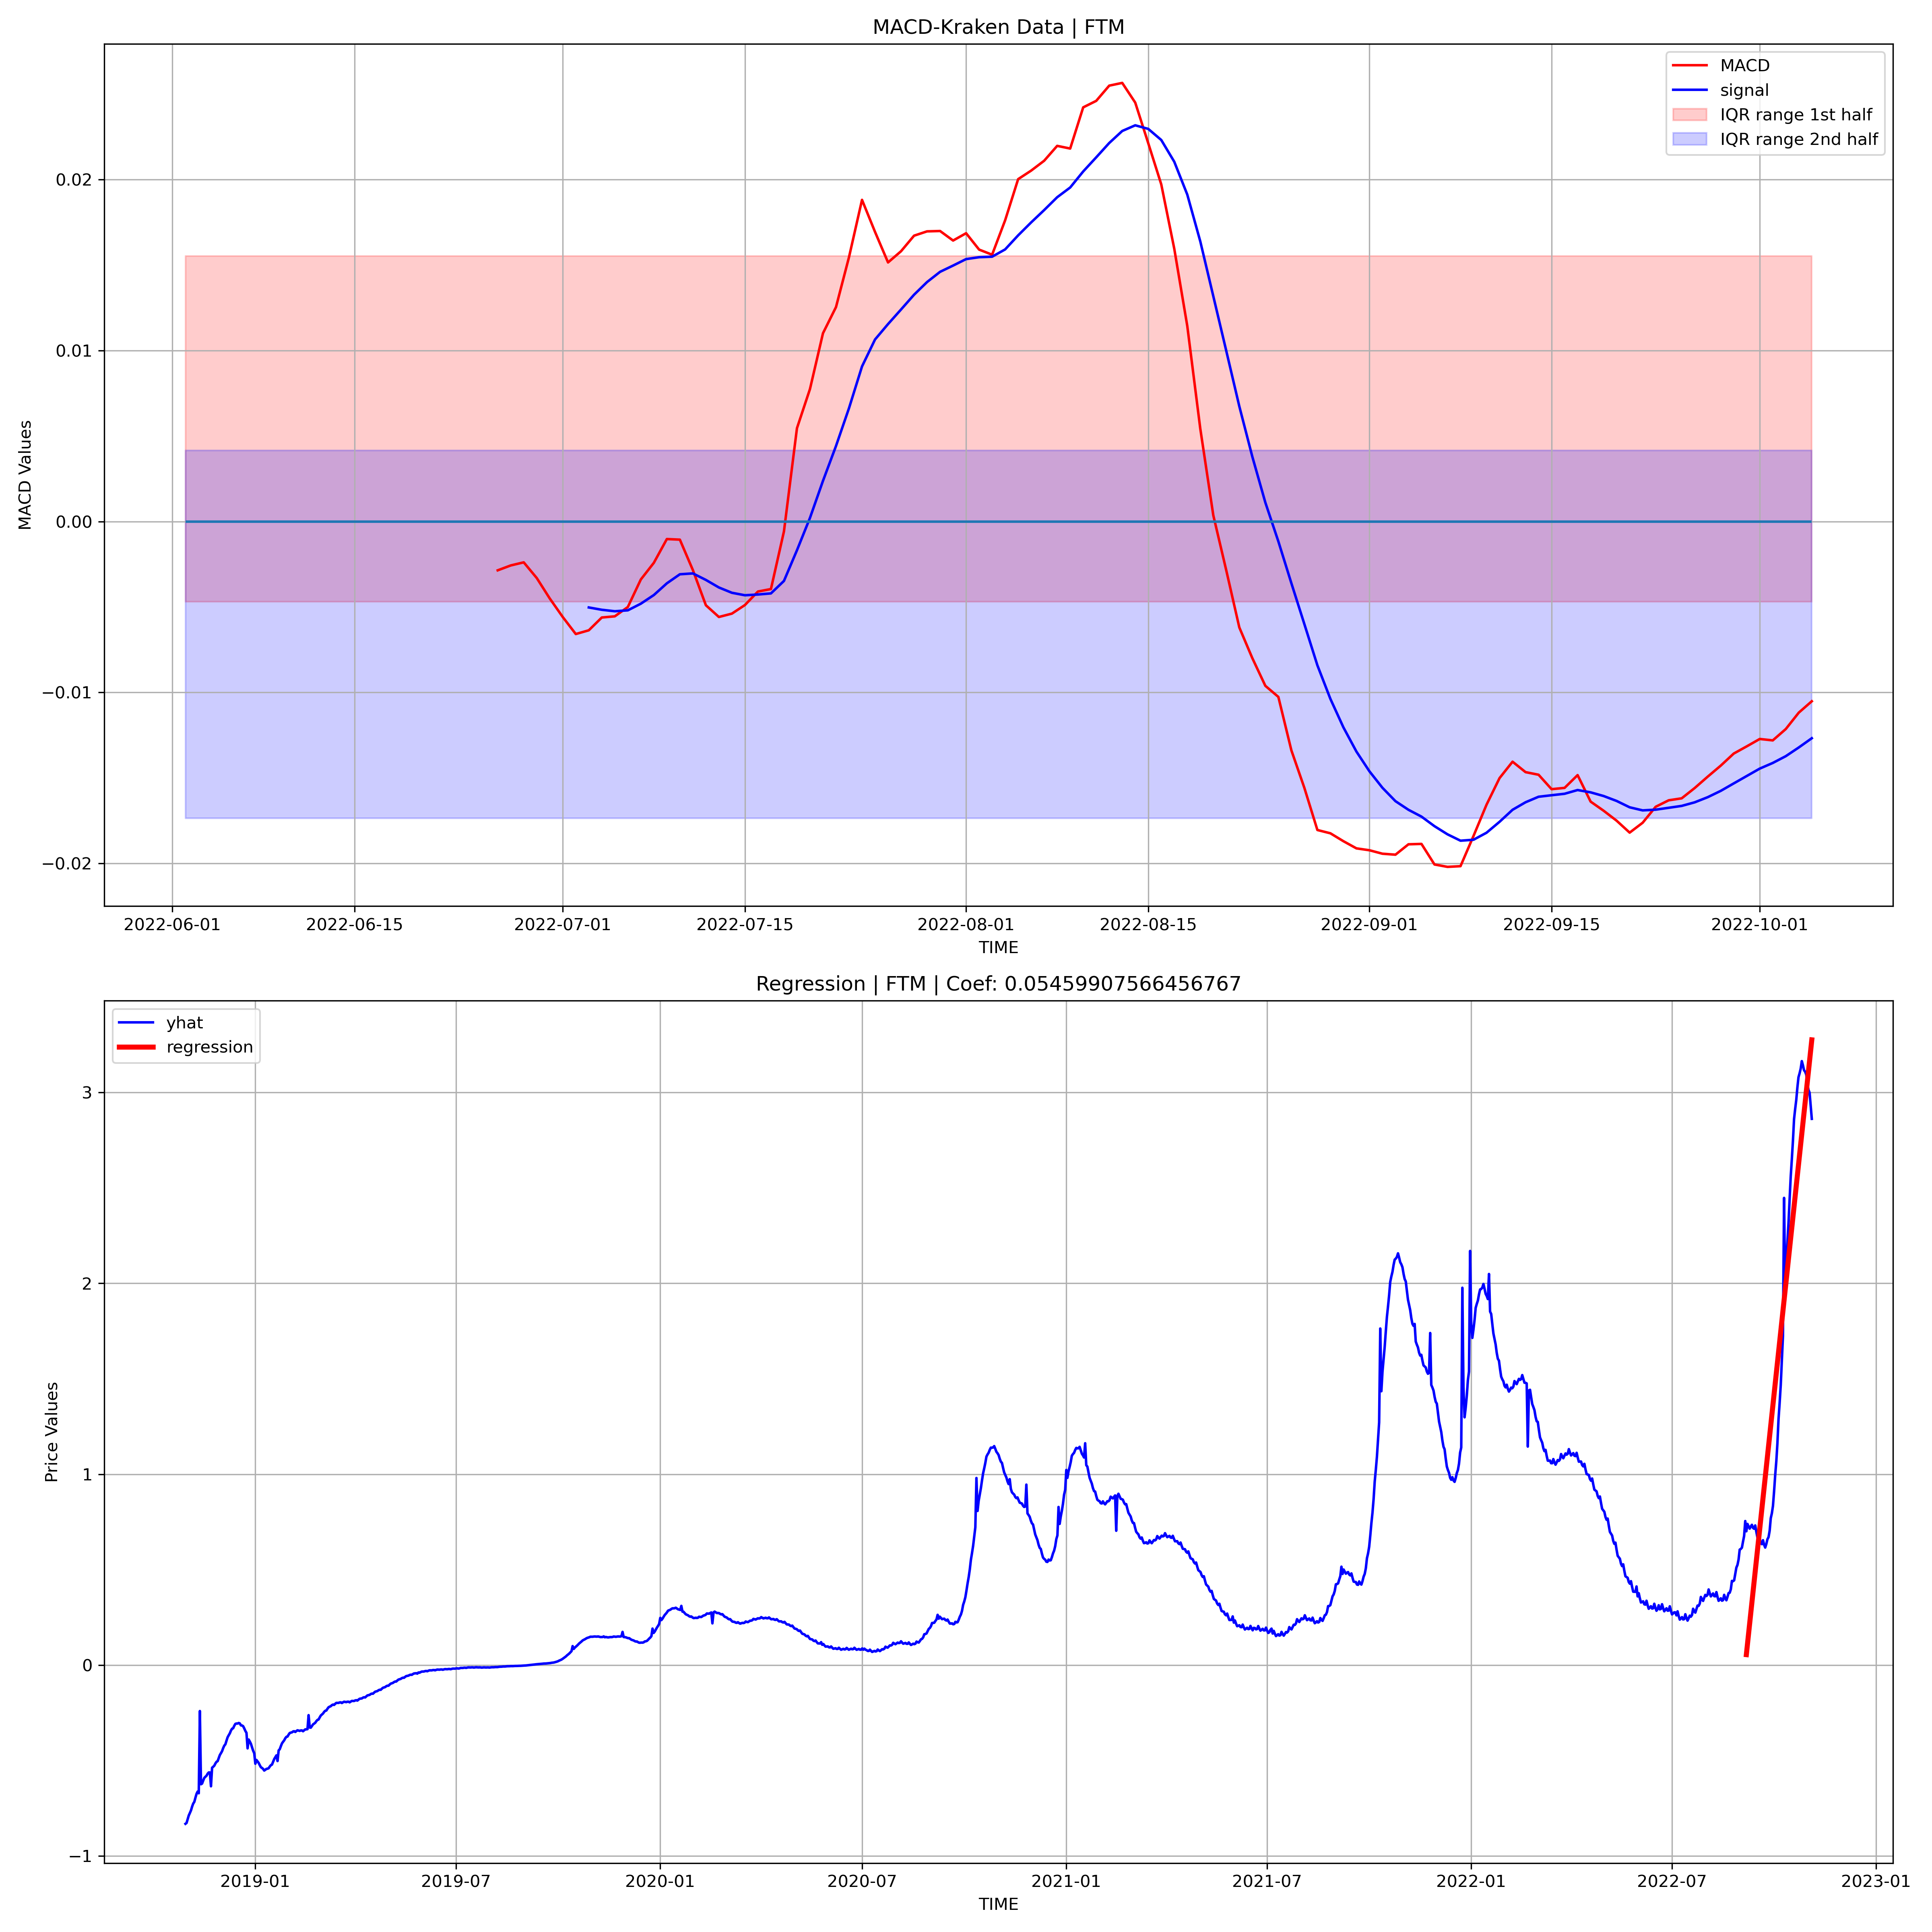 MACD-Kraken Data | FTM
MACD
signal
IQR range 1st half
IQR range 2nd half
MACD Values
0.02
0.01
0.00
−0.01
−0.02
2022-06-01
2022-06-15
2022-07-01
2022-07-15
2022-08-01
2022-08-15
2022-09-01
2022-09-15
2022-10-01
TIME
Regression | FTM | Coef: 0.05459907566456767
yhat
regression
Price Values
3
2
1
0
−1
2019-01
2019-07
2020-01
2020-07
2021-01
2021-07
2022-01
2022-07
2023-01
TIME